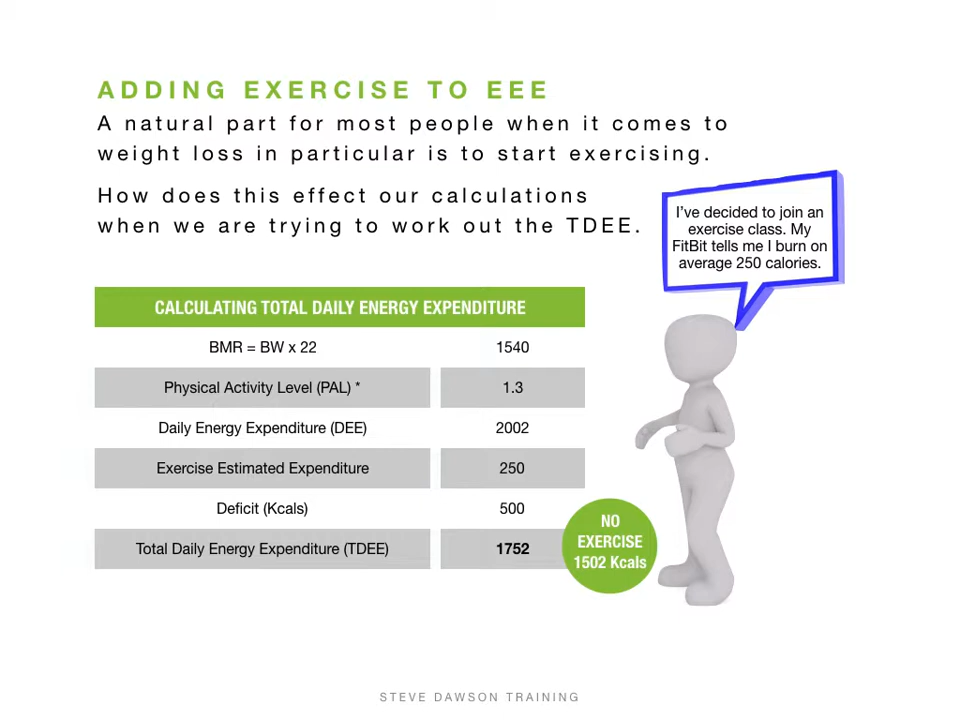 ADDING EXERCISE TO EEE
A natural part for most people when it comes to
weight loss in particular is to start exercising.
How does this effect our calculations
when we are trying to work out the TDEE.
I've decided to join an
exercise class. My
FitBit tells me I burn on
average 250 calories.
CALCULATING TOTAL DAILY ENERGY EXPENDITURE
BMR = BW x 22 1540
Physical Activity Level (PAL) * 1.3
Daily Energy Expenditure (DEE) 2002
Exercise Estimated Expenditure 250
Deficit (Kcals) 500
Total Daily Energy Expenditure (TDEE) 1752
NO
EXERCISE
1502 Kcals
STEVE DAWSON TRAINING